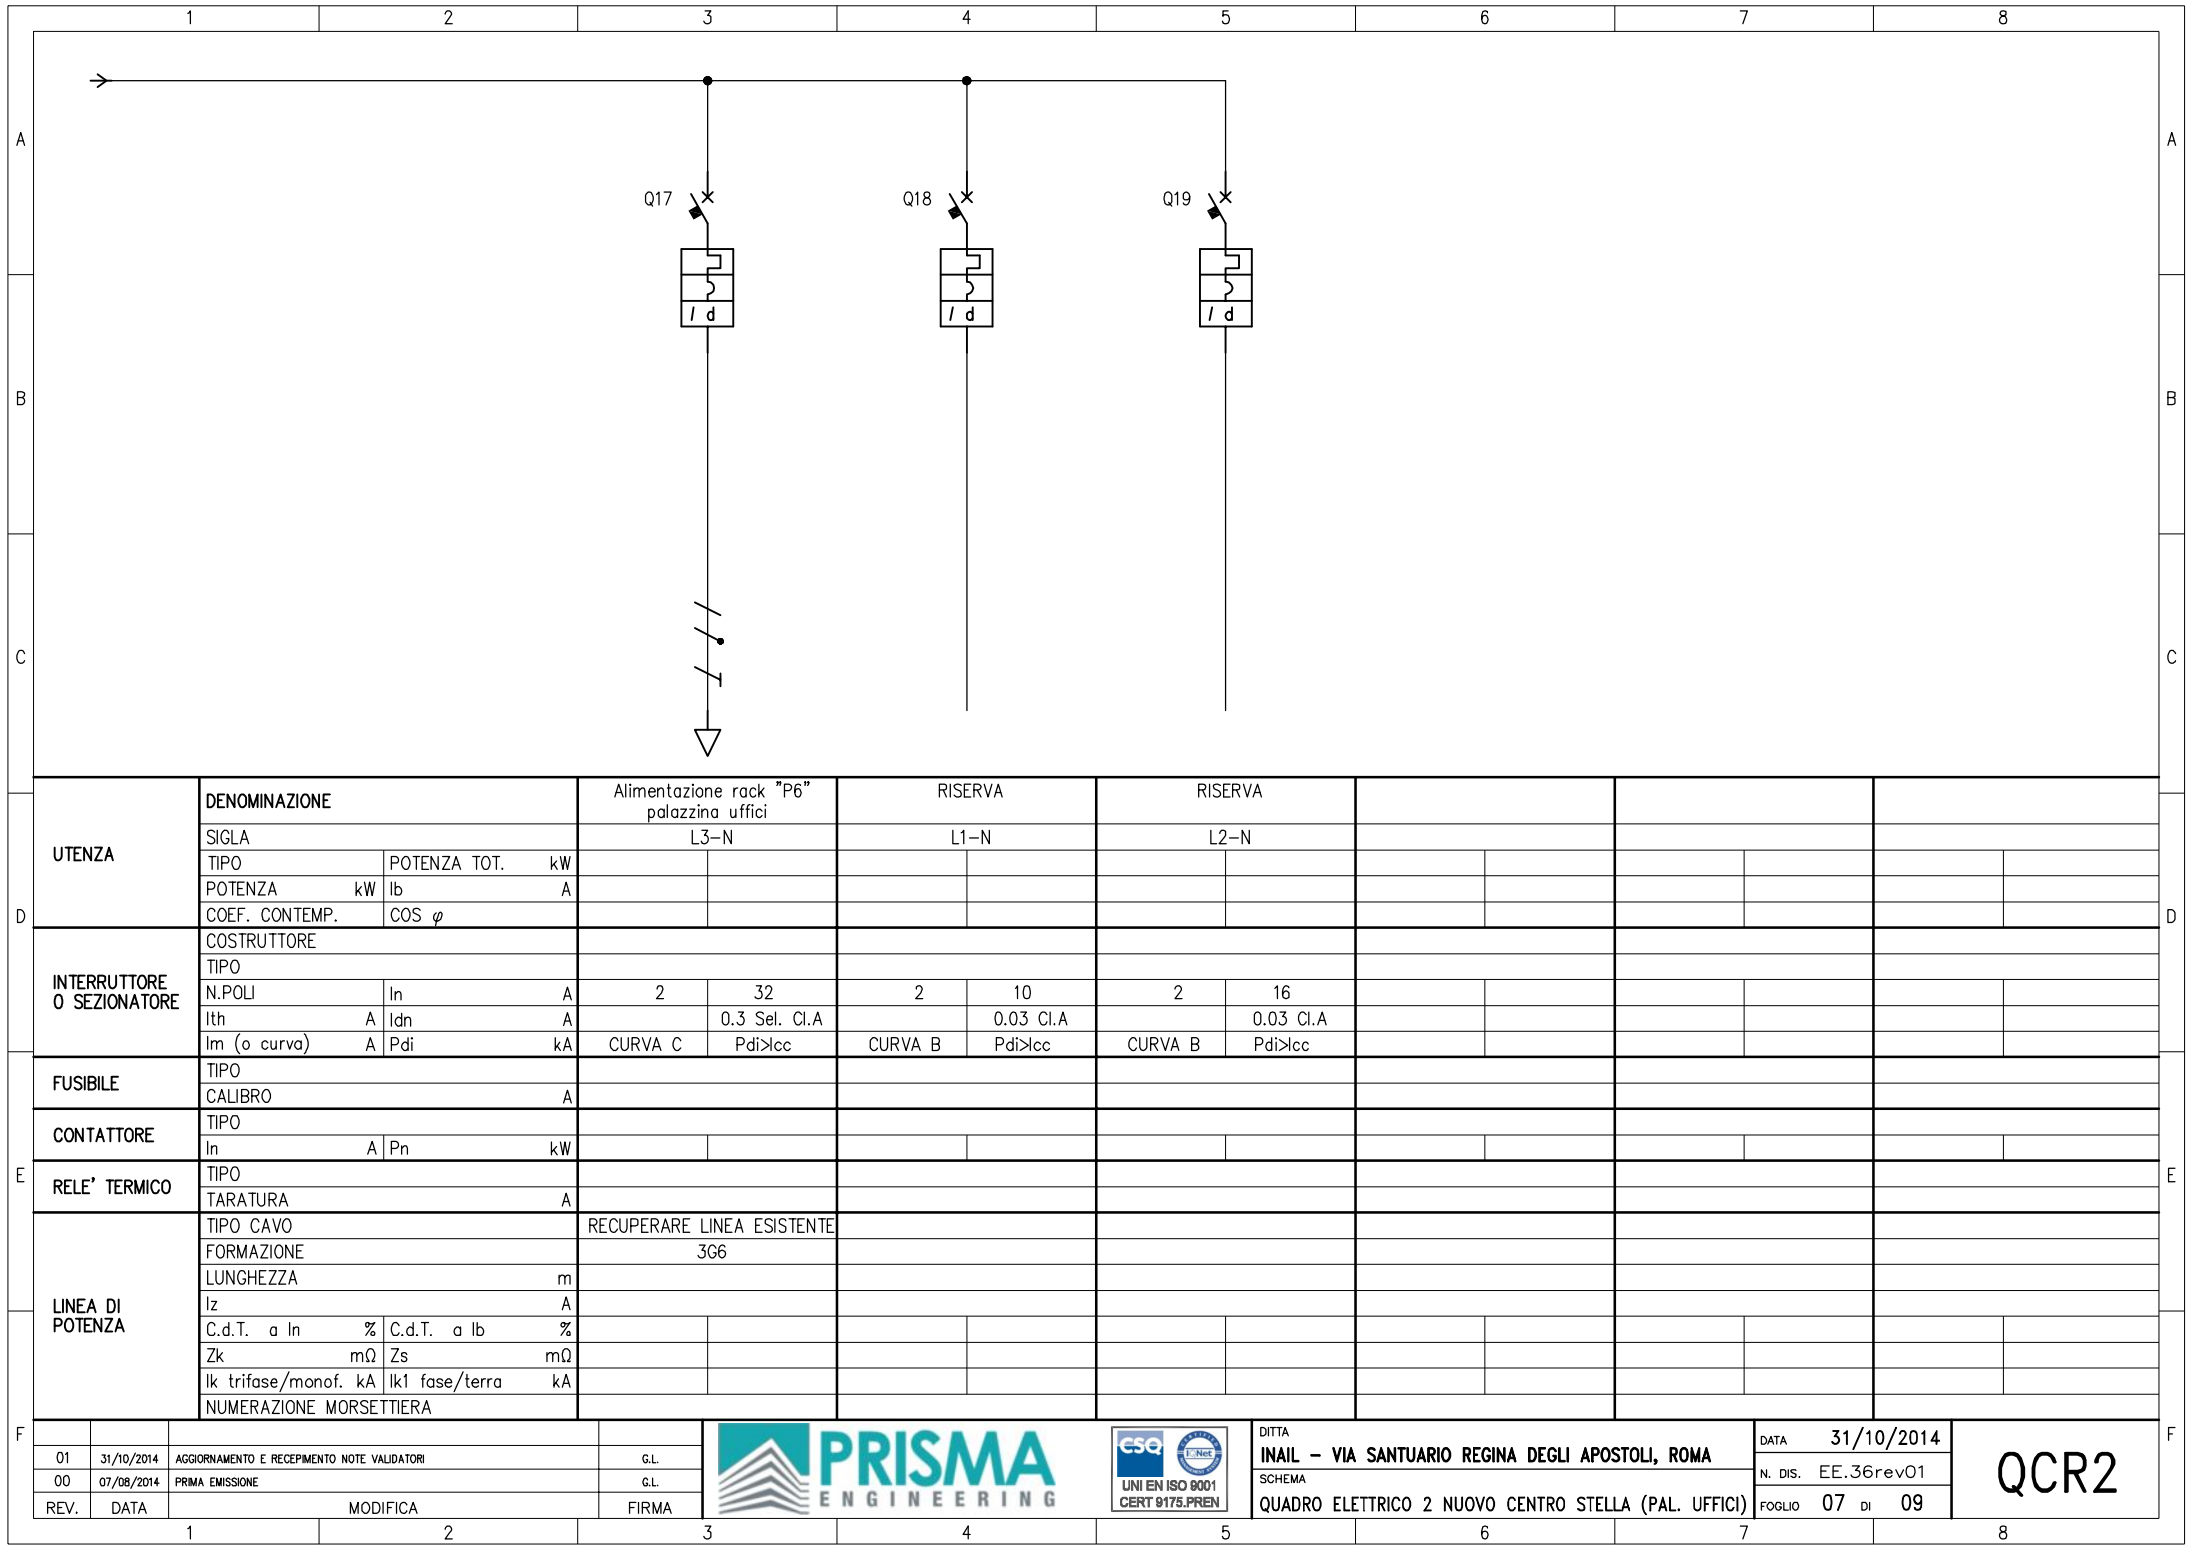 1 2 3 4 5 6 7 8
A A
Q17 Q18 Q19
I d I d I d
B B
C C
UTENZA
DENOMINAZIONE Alimentazione rack "P6" RISERVA RISERVA
palazzina uffici
SIGLA L3-N L1-N L2-N
TIPO POTENZA TOT. kW
POTENZA kW Ib A
COEF. CONTEMP. COS φ
D D
INTERRUTTORE
O SEZIONATORE
COSTRUTTORE
TIPO
N.POLI In A 2 32 2 10 2 16
Ith A Idn A 0.3 Sel. Cl.A 0.03 Cl.A 0.03 Cl.A
Im (o curva) A Pdi kA CURVA C Pdi>Icc CURVA B Pdi>Icc CURVA B Pdi>Icc
FUSIBILE
TIPO
CALIBRO A
CONTATTORE
TIPO
In A Pn kW
E E
RELE' TERMICO
TIPO
TARATURA A
LINEA DI
POTENZA
TIPO CAVO RECUPERARE LINEA ESISTENTE
FORMAZIONE 3G6
LUNGHEZZA m
Iz A
C.d.T. a In % C.d.T. a Ib %
Zk mΩ Zs mΩ
Ik trifase/monof. kA Ik1 fase/terra kA
NUMERAZIONE MORSETTIERA
F F
01 31/10/2014 AGGIORNAMENTO E RECEPIMENTO NOTE VALIDATORI G.L.
00 07/08/2014 PRIMA EMISSIONE G.L.
REV. DATA MODIFICA FIRMA
PRISMA
ENGINEERING
CSQ
IQNet
UNI EN ISO 9001
CERT 9175.PREN
DITTA
INAIL - VIA SANTUARIO REGINA DEGLI APOSTOLI, ROMA
SCHEMA
QUADRO ELETTRICO 2 NUOVO CENTRO STELLA (PAL. UFFICI)
DATA 31/10/2014
N. DIS. EE.36rev01
FOGLIO 07 DI 09
QCR2
1 2 3 4 5 6 7 8